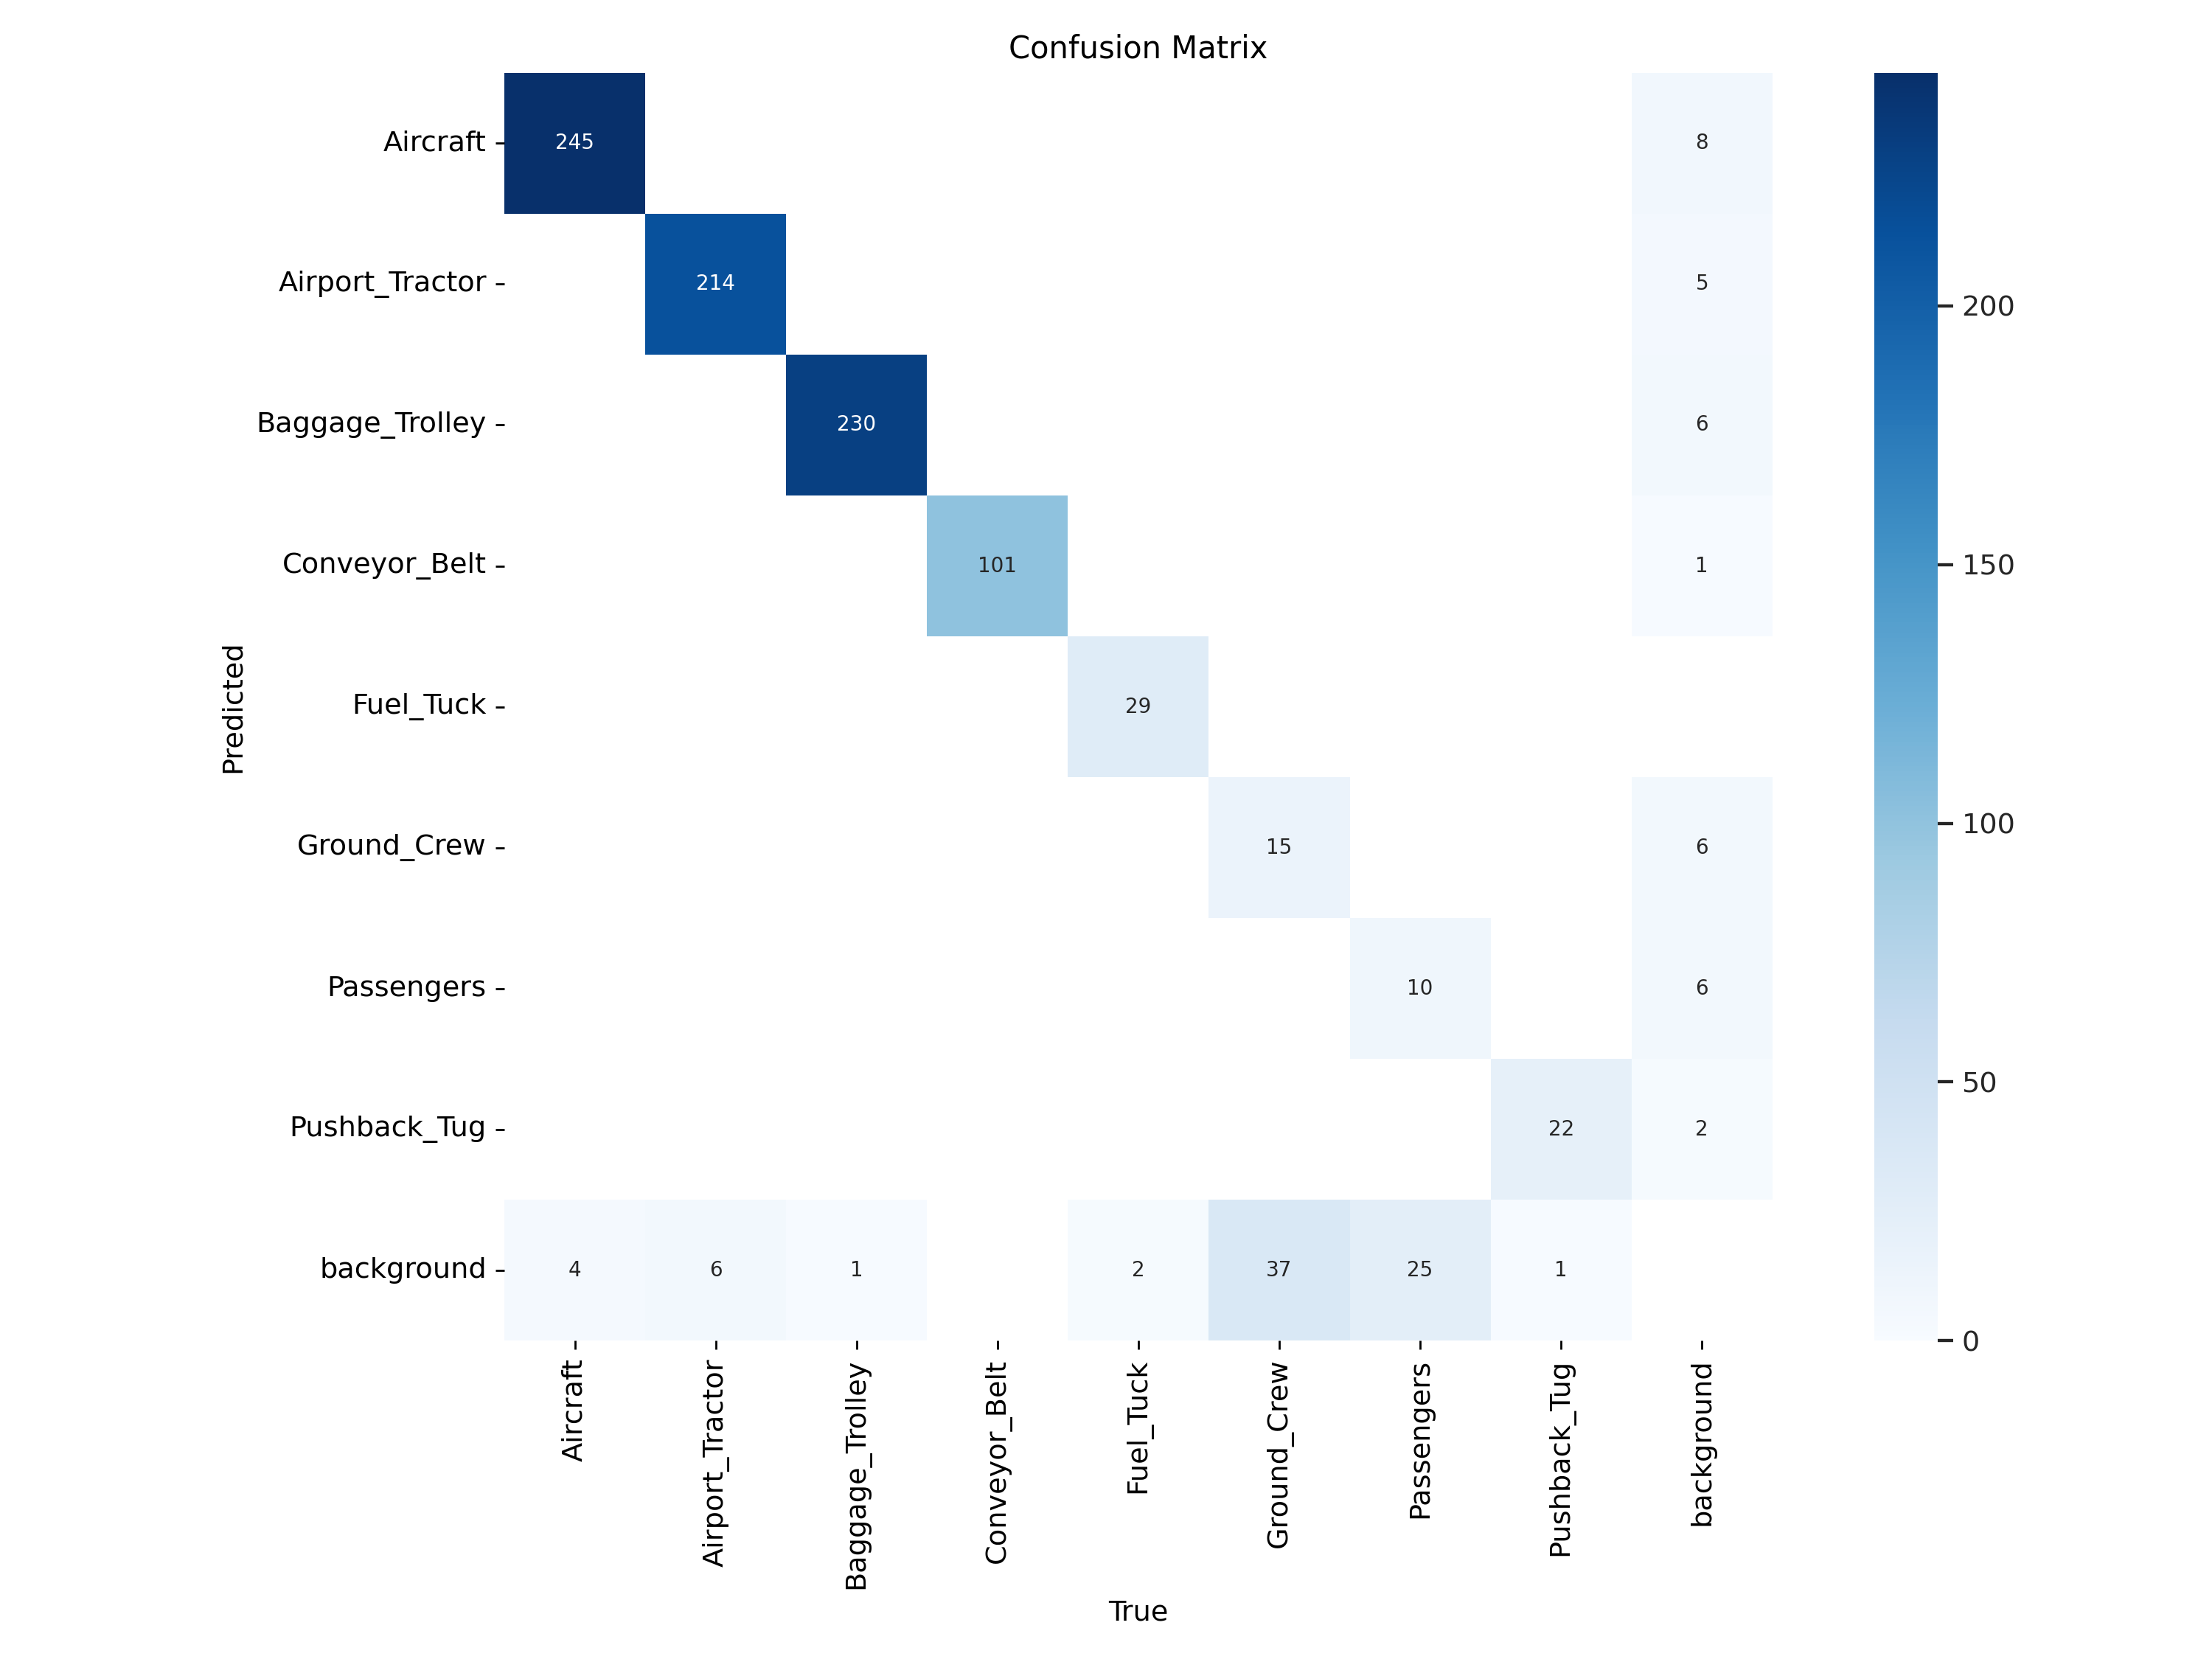 Confusion Matrix
Aircraft 245 8
Airport_Tractor 214 5
Baggage_Trolley 230 6
Conveyor_Belt 101 1
Fuel_Tuck 29
Ground_Crew 15 6
Passengers 10 6
Pushback_Tug 22 2
background 4 6 1 2 37 25 1
Predicted
Aircraft
Airport_Tractor
Baggage_Trolley
Conveyor_Belt
Fuel_Tuck
Ground_Crew
Passengers
Pushback_Tug
background
True
200
150
100
50
0